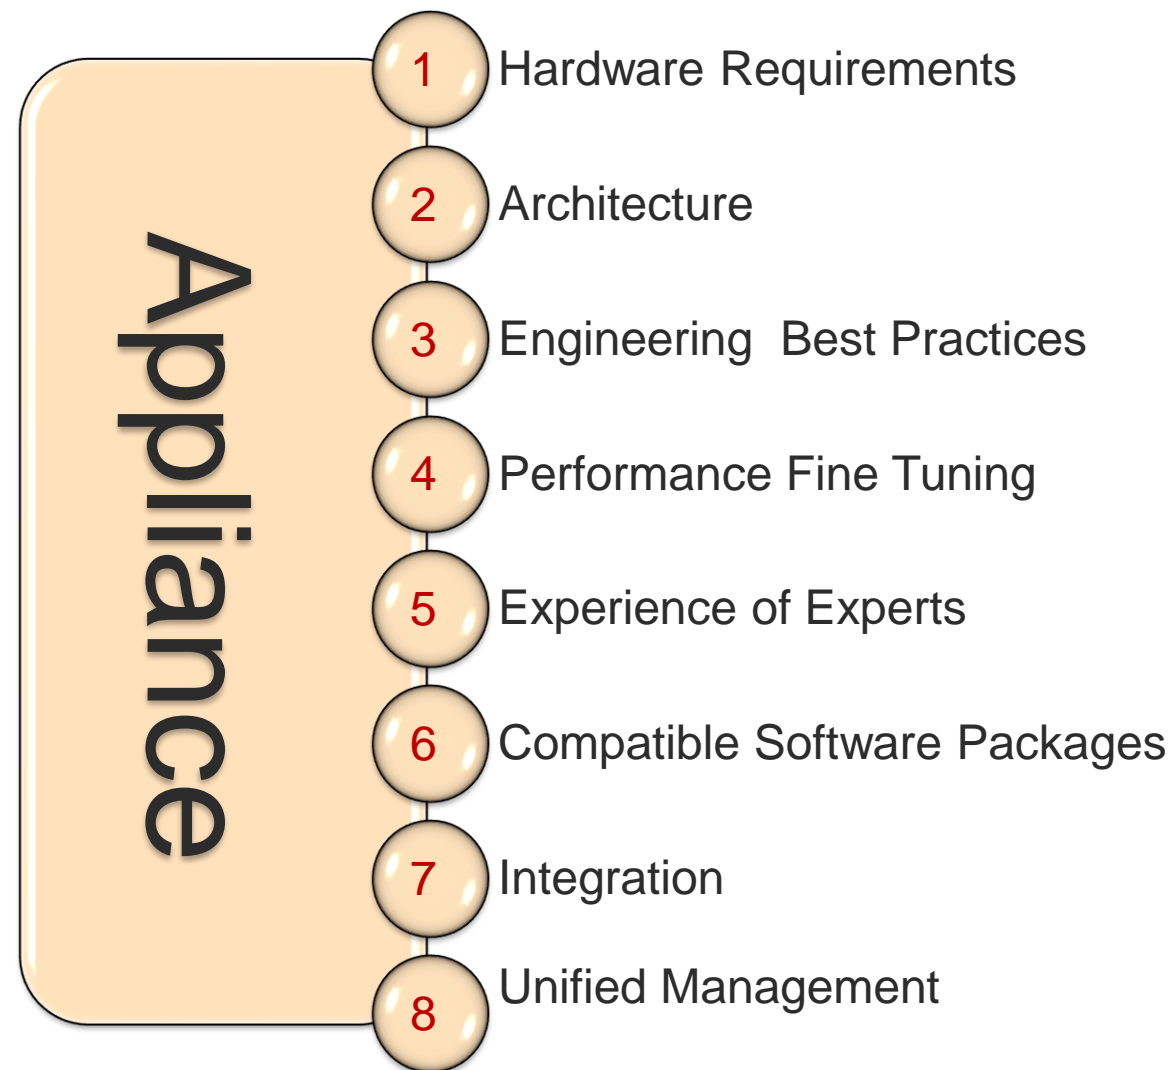 Appliance
1 Hardware Requirements
2 Architecture
3 Engineering  Best Practices
4 Performance Fine Tuning
5 Experience of Experts
6 Compatible Software Packages
7 Integration
8 Unified Management